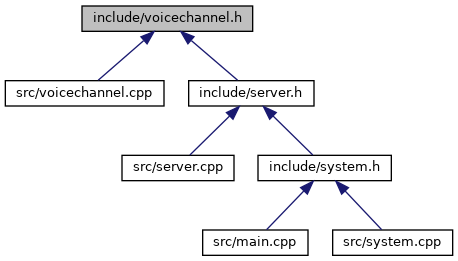 include/voicechannel.h
src/voicechannel.cpp
include/server.h
src/server.cpp
include/system.h
src/main.cpp
src/system.cpp